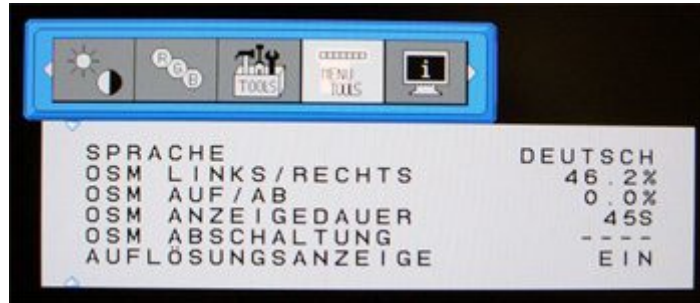 R G B
TOOLS
MENU
TOOLS
i
SPRACHE DEUTSCH
OSM LINKS/RECHTS 46.2%
OSM AUF/AB 0.0%
OSM ANZEIGEDAUER 45S
OSM ABSCHALTUNG ----
AUFLÖSUNGSANZEIGE EIN